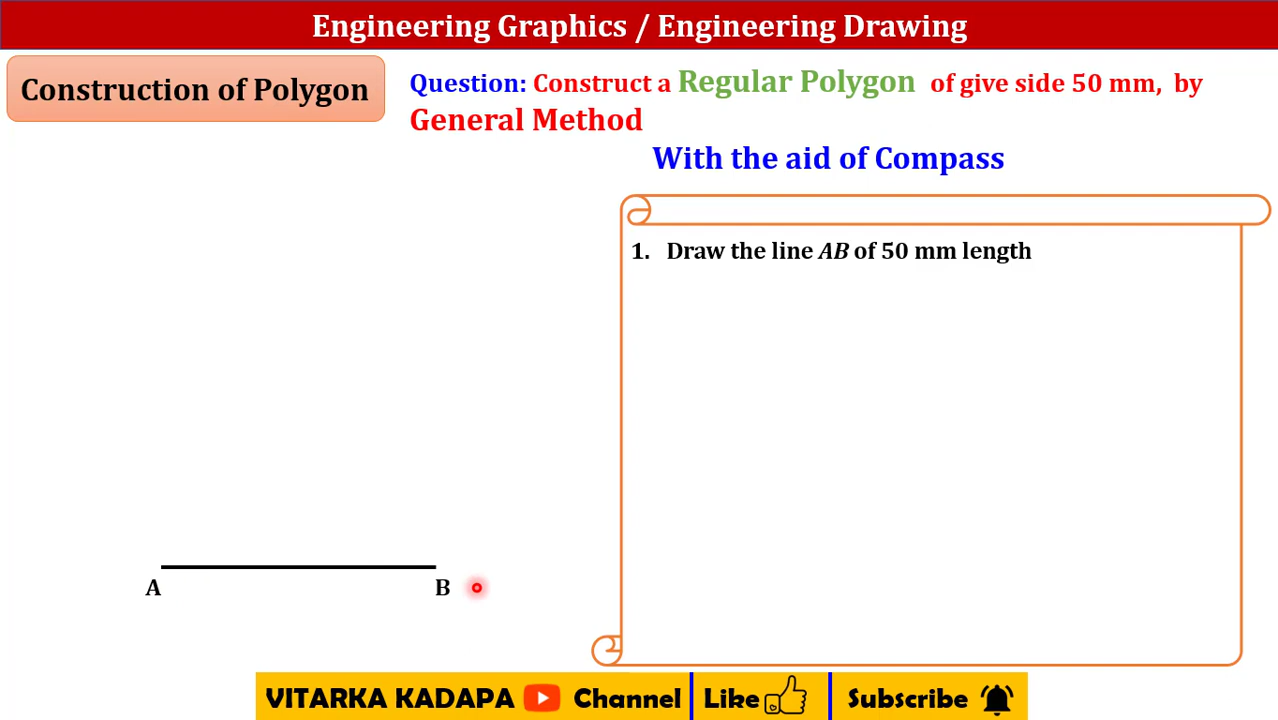 Engineering Graphics / Engineering Drawing
Construction of Polygon
Question: Construct a Regular Polygon of give side 50 mm, by
General Method
With the aid of Compass
1. Draw the line AB of 50 mm length
A B
VITARKA KADAPA Channel Like Subscribe